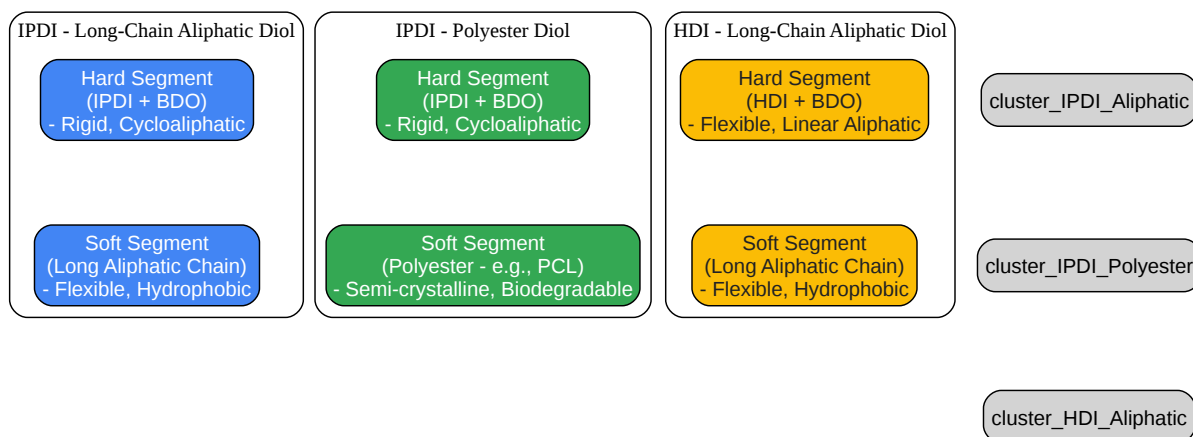 IPDI - Long-Chain Aliphatic Diol
Hard Segment
(IPDI + BDO)
- Rigid, Cycloaliphatic
Soft Segment
(Long Aliphatic Chain)
- Flexible, Hydrophobic
IPDI - Polyester Diol
Hard Segment
(IPDI + BDO)
- Rigid, Cycloaliphatic
Soft Segment
(Polyester - e.g., PCL)
- Semi-crystalline, Biodegradable
HDI - Long-Chain Aliphatic Diol
Hard Segment
(HDI + BDO)
- Flexible, Linear Aliphatic
Soft Segment
(Long Aliphatic Chain)
- Flexible, Hydrophobic
cluster_IPDI_Aliphatic
cluster_IPDI_Polyester
cluster_HDI_Aliphatic